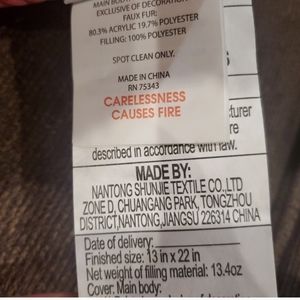 MAIN BODY
EXCLUSIVE OF DECORATION
FAUX FUR:
80.3% ACRYLIC 19.7% POLYESTER
FILLING: 100% POLYESTER
SPOT CLEAN ONLY.
MADE IN CHINA
RN 75343
CARELESSNESS
CAUSES FIRE
S
turer
re
described in accordance with law.
MADE BY:
NANTONG SHUNJIE TEXTILE CO.,LTD
ZONE D, CHUANGANG PARK, TONGZHOU
DISTRICT,NANTONG,JIANGSU 226314 CHINA
Date of delivery:
Finished size: 13 in x 22 in
Net weight of filling material: 13.4oz
Cover: Main body: